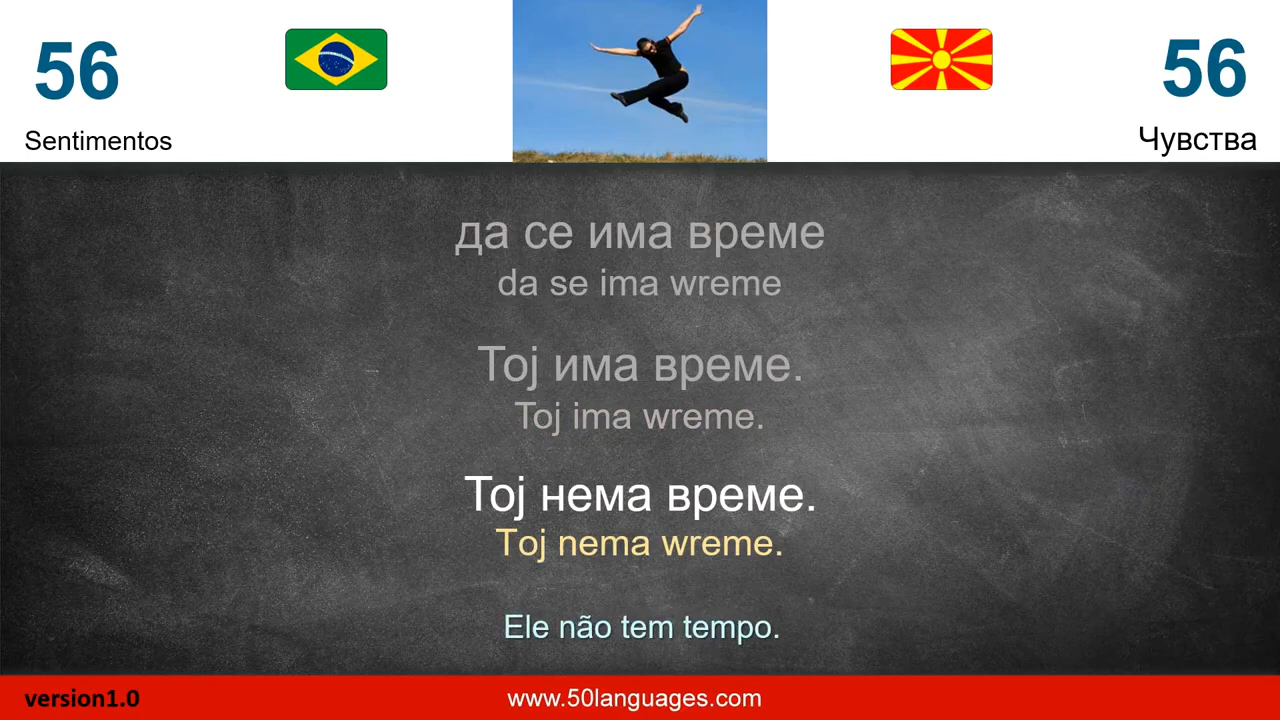 56
56
Sentimentos
Чувства
да се има време
da se ima wreme
Тој има време.
Toj ima wreme.
Тој нема време.
Toj nema wreme.
Ele não tem tempo.
version1.0
www.50languages.com